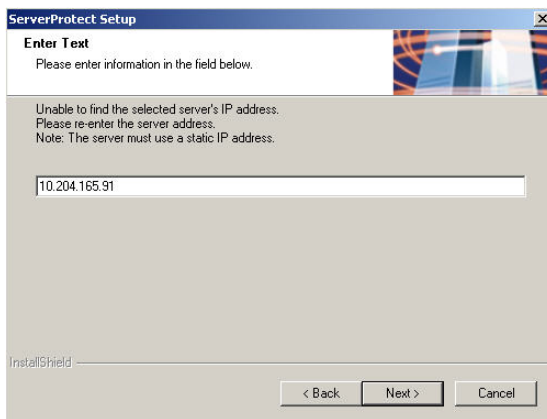 ServerProtect Setup
Enter Text
Please enter information in the field below.
Unable to find the selected server's IP address.
Please re-enter the server address.
Note: The server must use a static IP address.
10.204.165.91
InstallShield
< Back
Next >
Cancel